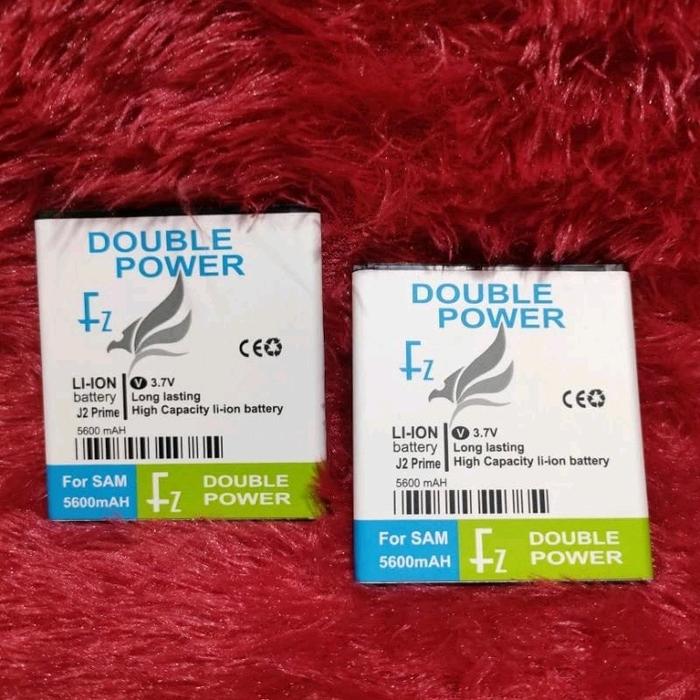 DOUBLE
POWER
Fz
CE
LI-ION
battery
J2 Prime
V 3.7V
Long lasting
High Capacity li-ion battery
5600 mAH
For SAM
5600mAH
Fz
DOUBLE
POWER
DOUBLE
POWER
Fz
CE
LI-ION
battery
J2 Prime
V 3.7V
Long lasting
High Capacity li-ion battery
5600 mAH
For SAM
5600mAH
Fz
DOUBLE
POWER